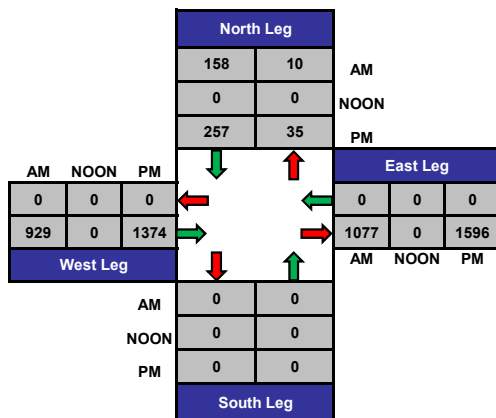 North Leg
158 10 AM
0 0 NOON
257 35 PM
AM NOON PM East Leg
0 0 0 0 0 0
929 0 1374 1077 0 1596
West Leg AM NOON PM
AM 0 0
NOON 0 0
PM 0 0
South Leg